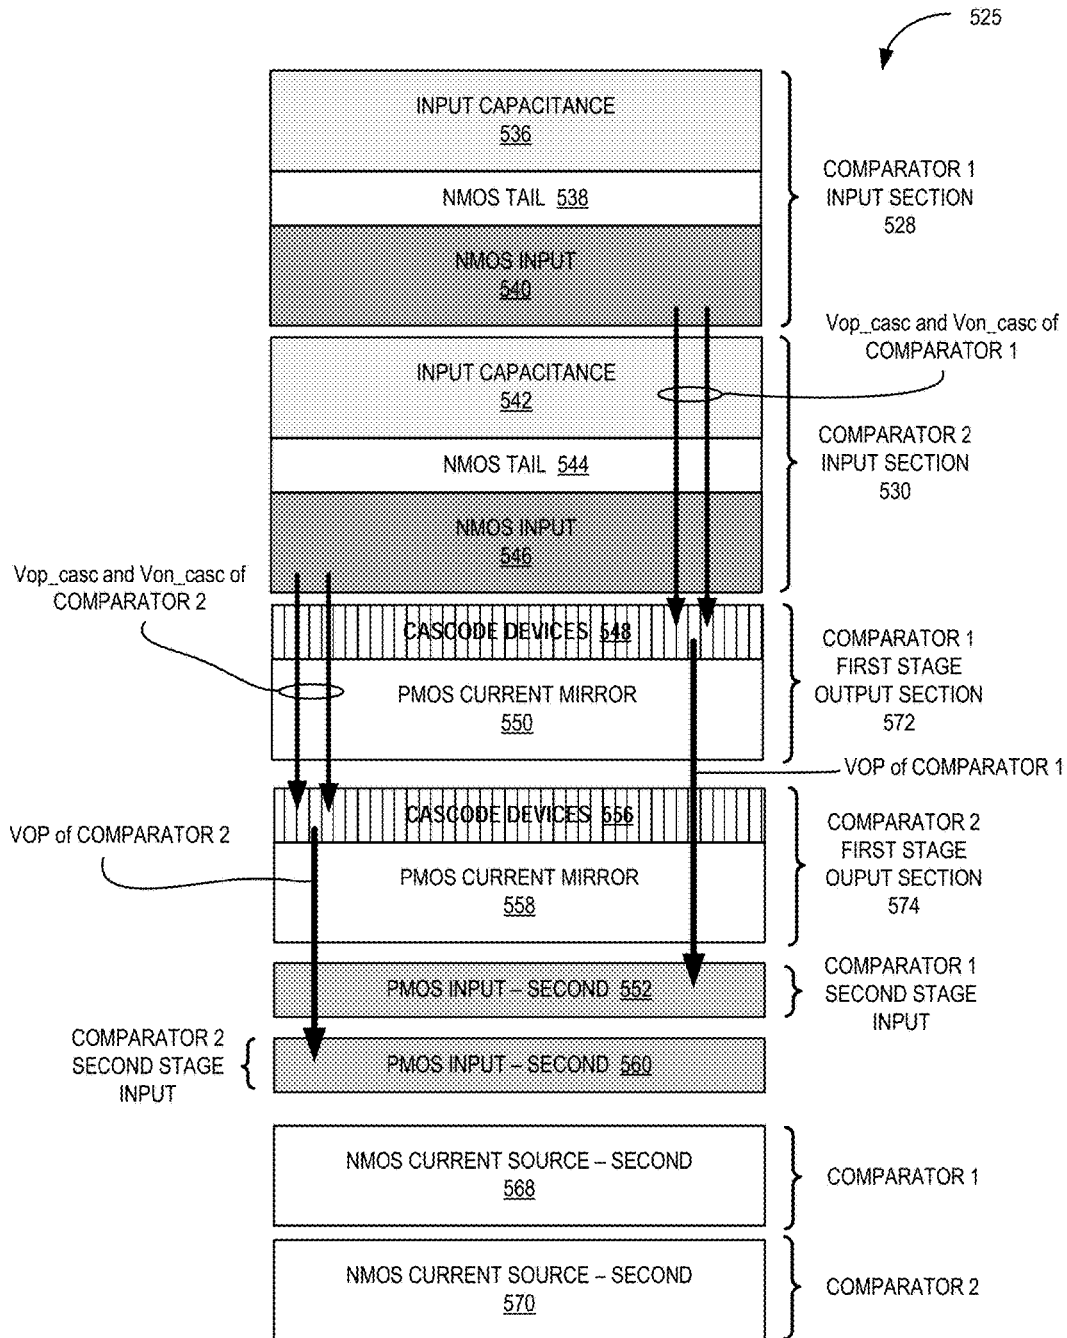 525
INPUT CAPACITANCE
536
NMOS TAIL 538
NMOS INPUT
540
COMPARATOR 1
INPUT SECTION
528
Vop_casc and Von_casc of
COMPARATOR 1
INPUT CAPACITANCE
542
NMOS TAIL 544
NMOS INPUT
546
COMPARATOR 2
INPUT SECTION
530
Vop_casc and Von_casc of
COMPARATOR 2
CASCODE DEVICES 548
PMOS CURRENT MIRROR
550
COMPARATOR 1
FIRST STAGE
OUTPUT SECTION
572
VOP of COMPARATOR 1
VOP of COMPARATOR 2
CASCODE DEVICES 556
PMOS CURRENT MIRROR
558
COMPARATOR 2
FIRST STAGE
OUPUT SECTION
574
PMOS INPUT – SECOND 552
COMPARATOR 1
SECOND STAGE
INPUT
COMPARATOR 2
SECOND STAGE
INPUT
PMOS INPUT – SECOND 560
NMOS CURRENT SOURCE – SECOND
568
COMPARATOR 1
NMOS CURRENT SOURCE – SECOND
570
COMPARATOR 2